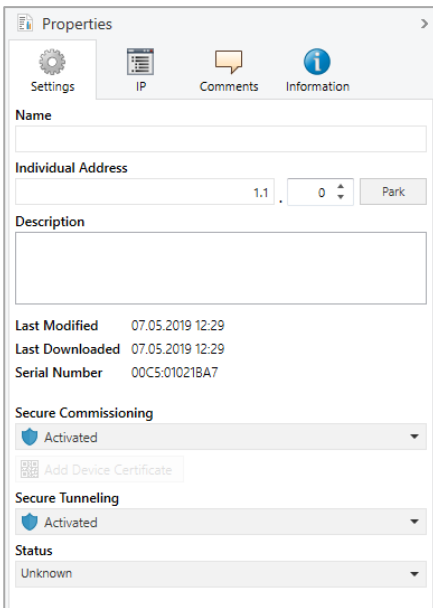 Properties
Settings IP Comments Information
Name
Individual Address
1.1 . 0 Park
Description
Last Modified 07.05.2019 12:29
Last Downloaded 07.05.2019 12:29
Serial Number 00C5:01021BA7
Secure Commissioning
Activated
Add Device Certificate
Secure Tunneling
Activated
Status
Unknown